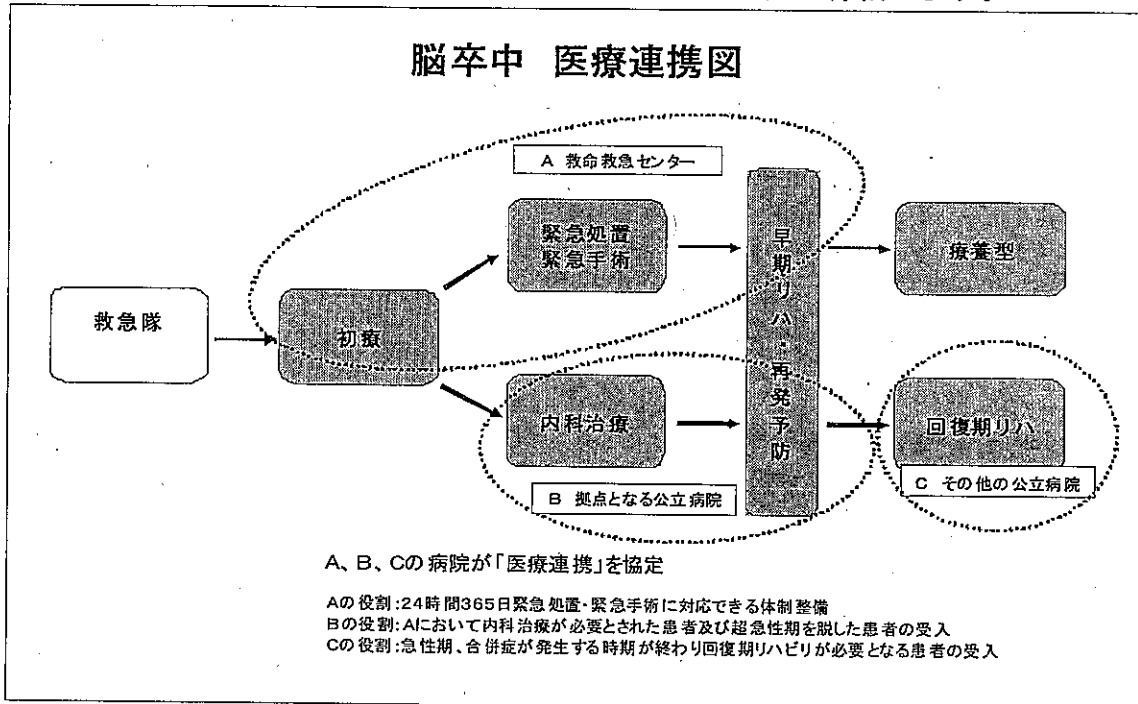 脳卒中 医療連携図
A 救命救急センター
緊急処置
緊急手術
早期リハ・再発予防
療養型
救急隊
初療
内科治療
回復期リハ
B 拠点となる公立病院
C その他の公立病院
A、B、Cの病院が「医療連携」を協定
Aの役割:24時間365日緊急処置・緊急手術に対応できる体制整備
Bの役割:Aにおいて内科治療が必要とされた患者及び超急性期を脱した患者の受入
Cの役割:急性期、合併症が発生する時期が終わり回復期リハビリが必要となる患者の受入